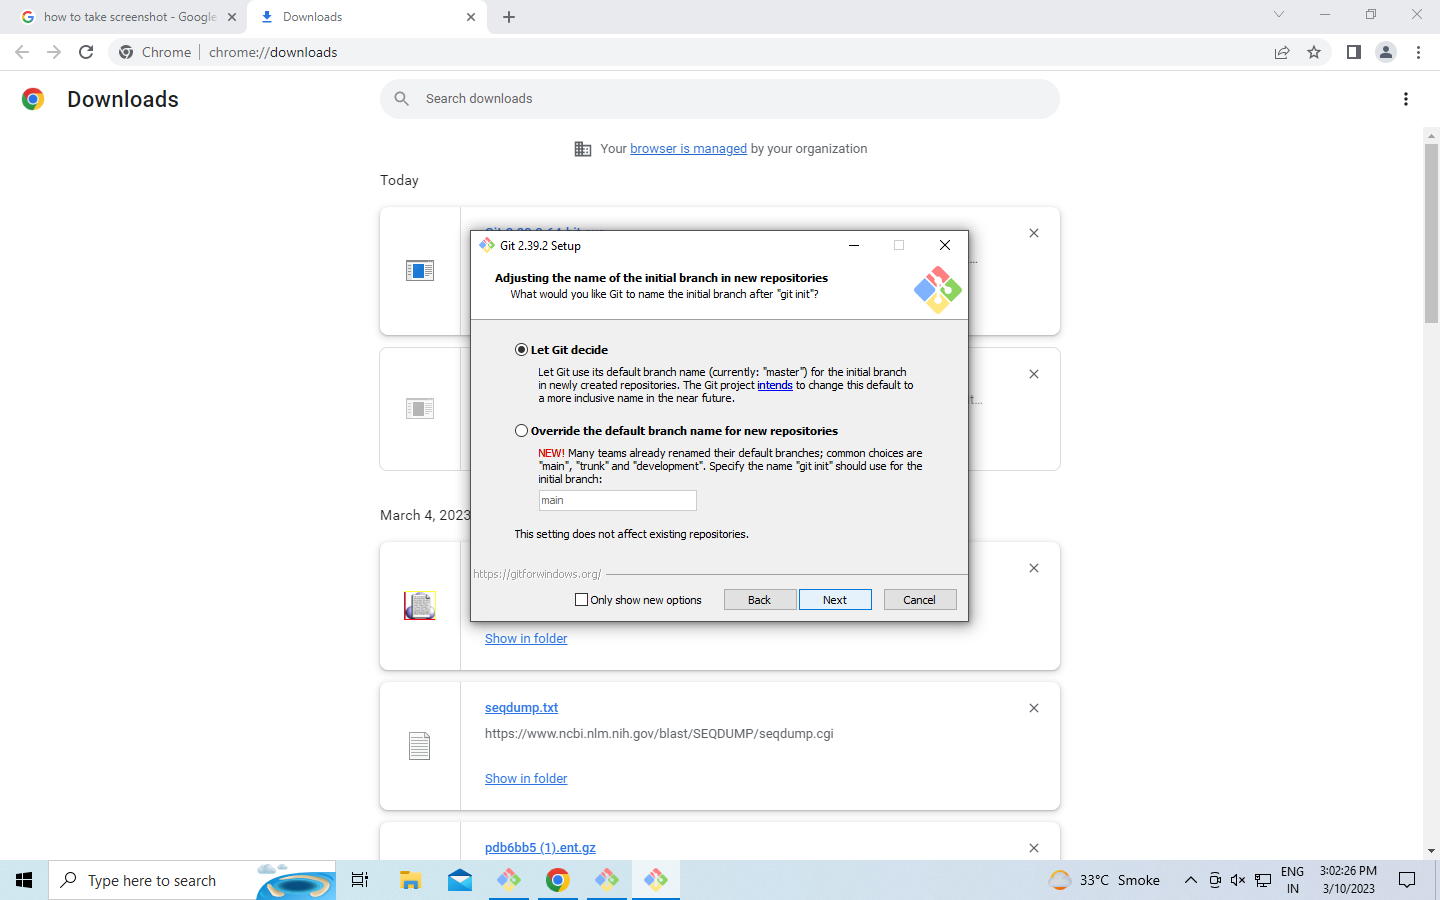 how to take screenshot - Google
Downloads
Chrome
chrome://downloads
Downloads
Search downloads
Your browser is managed by your organization
Today
Git 2.39.2 Setup
Adjusting the name of the initial branch in new repositories
What would you like Git to name the initial branch after "git init"?
Let Git decide
Let Git use its default branch name (currently: "master") for the initial branch
in newly created repositories. The Git project intends to change this default to
a more inclusive name in the near future.
Override the default branch name for new repositories
NEW! Many teams already renamed their default branches; common choices are
"main", "trunk" and "development". Specify the name "git init" should use for the
initial branch:
main
This setting does not affect existing repositories.
https://gitforwindows.org/
Only show new options
Back
Next
Cancel
t...
March 4, 2023
Show in folder
seqdump.txt
https://www.ncbi.nlm.nih.gov/blast/SEQDUMP/seqdump.cgi
Show in folder
pdb6bb5 (1).ent.gz
Type here to search
33°C Smoke
ENG
IN
3:02:26 PM
3/10/2023